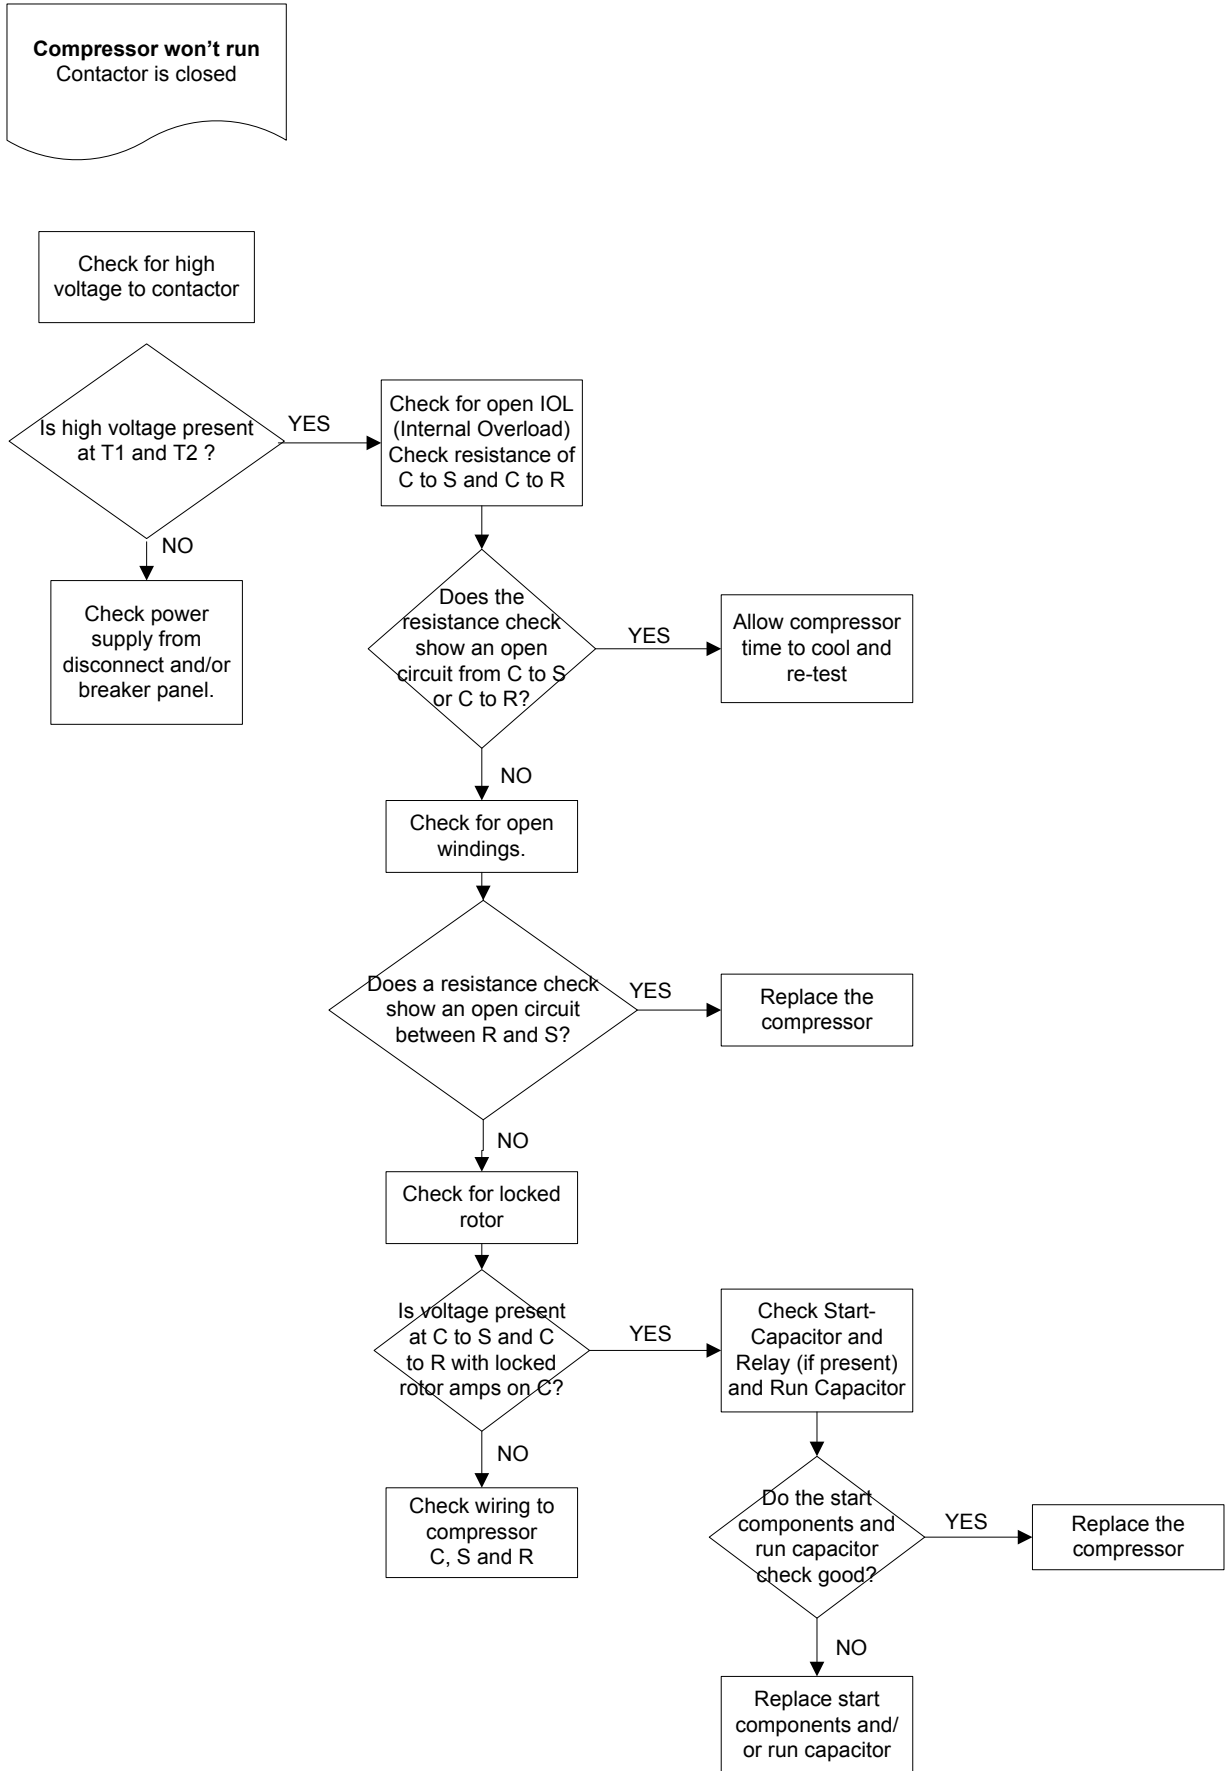 Compressor won't run
Contactor is closed
Check for high
voltage to contactor
Is high voltage present
at T1 and T2 ?
YES
NO
Check power
supply from
disconnect and/or
breaker panel.
Check for open IOL
(Internal Overload)
Check resistance of
C to S and C to R
Does the
resistance check
show an open
circuit from C to S
or C to R?
YES
Allow compressor
time to cool and
re-test
NO
Check for open
windings.
Does a resistance check
show an open circuit
between R and S?
YES
Replace the
compressor
NO
Check for locked
rotor
Is voltage present
at C to S and C
to R with locked
rotor amps on C?
YES
Check Start-
Capacitor and
Relay (if present)
and Run Capacitor
NO
Check wiring to
compressor
C, S and R
Do the start
components and
run capacitor
check good?
YES
Replace the
compressor
NO
Replace start
components and/
or run capacitor